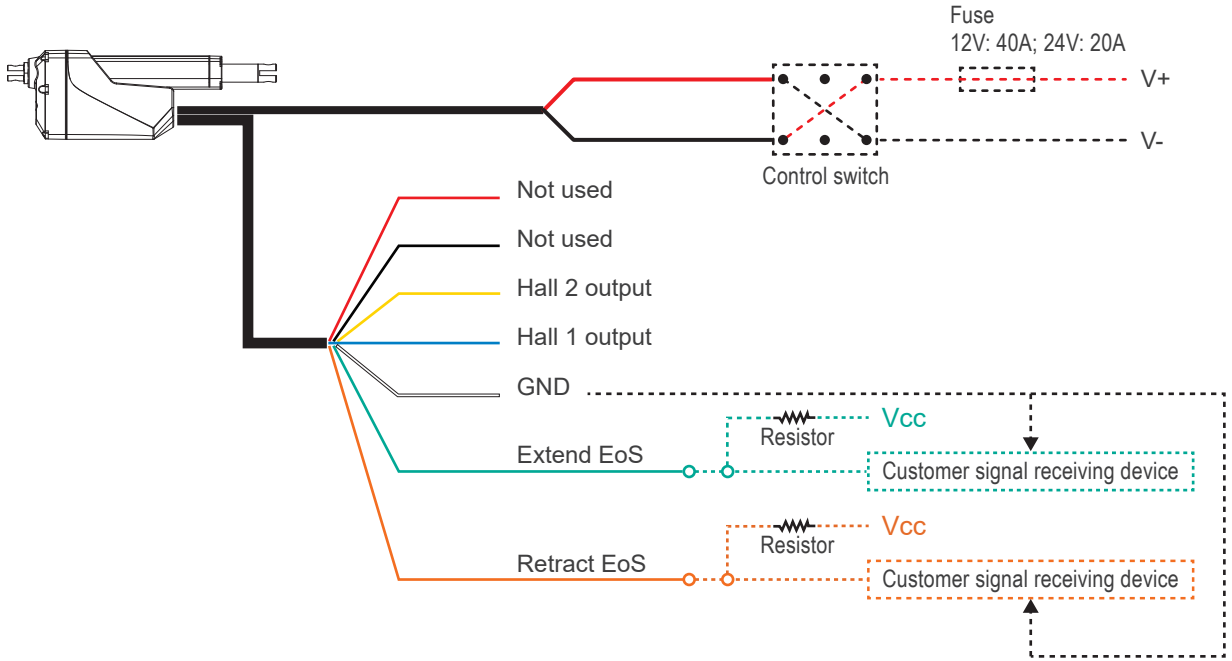 Fuse
12V: 40A; 24V: 20A
V+
V-
Control switch
Not used
Not used
Hall 2 output
Hall 1 output
GND
Vcc
Resistor
Extend EoS
Customer signal receiving device
Vcc
Resistor
Retract EoS
Customer signal receiving device